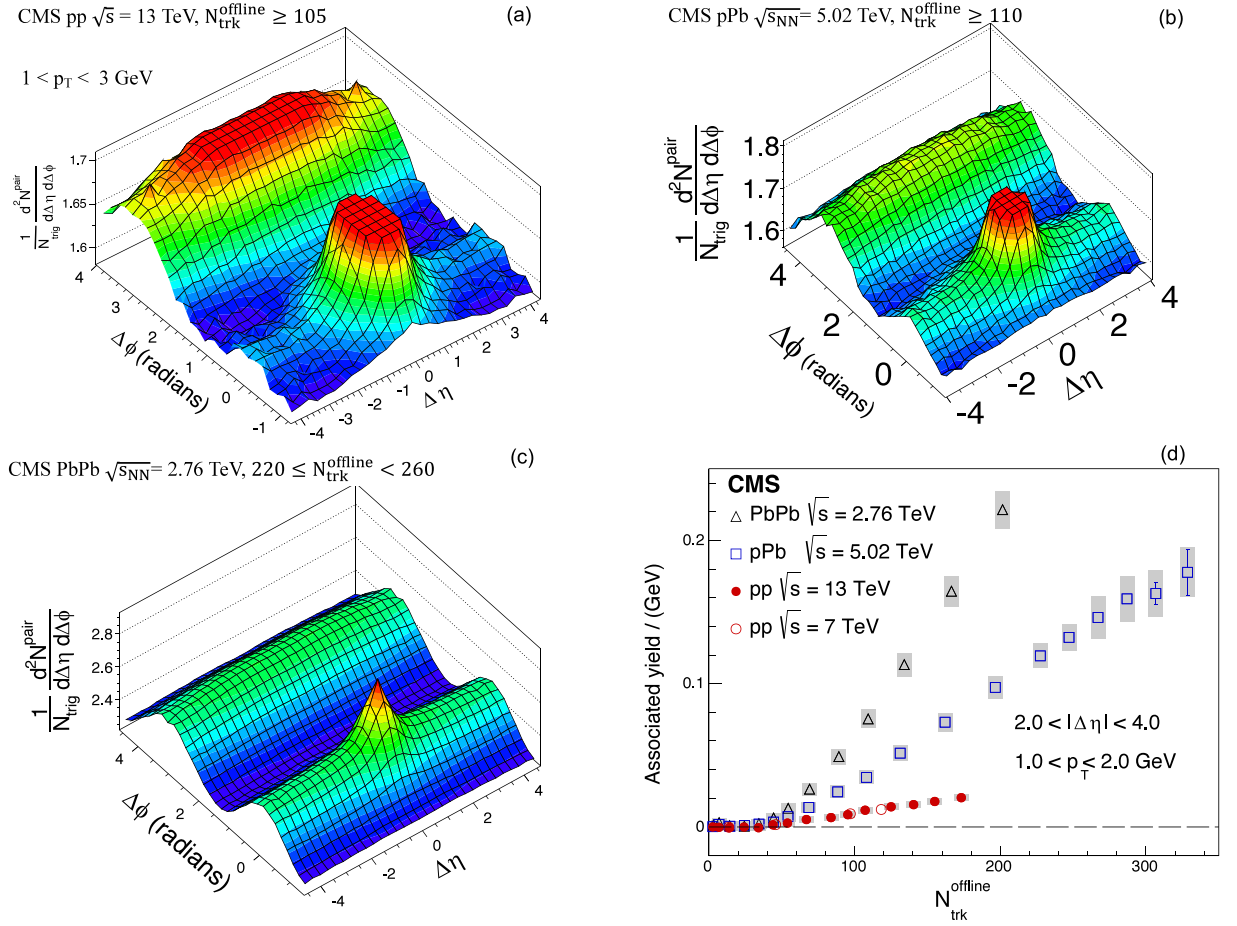 CMS pp √s = 13 TeV, N_trk^offline ≥ 105
(a)
1 < p_T < 3 GeV
1/N_trig d²N^pair/dΔη dΔϕ
1.7
1.65
1.6
4
3
2
1
0
-1
Δϕ (radians)
-4
-3
-2
-1
0
1
2
3
4
Δη
CMS pPb √s_NN = 5.02 TeV, N_trk^offline ≥ 110
(b)
1/N_trig d²N^pair/dΔη dΔϕ
1.8
1.7
1.6
4
2
0
Δϕ (radians)
-4
-2
0
2
4
Δη
CMS PbPb √s_NN = 2.76 TeV, 220 ≤ N_trk^offline < 260
(c)
1/N_trig d²N^pair/dΔη dΔϕ
2.8
2.6
2.4
4
2
0
Δϕ (radians)
-4
-2
0
2
4
Δη
(d)
CMS
PbPb √s = 2.76 TeV
pPb √s = 5.02 TeV
pp √s = 13 TeV
pp √s = 7 TeV
2.0 < |Δη| < 4.0
1.0 < p_T < 2.0 GeV
Associated yield / (GeV)
0.2
0.1
0
0
100
200
300
N_trk^offline